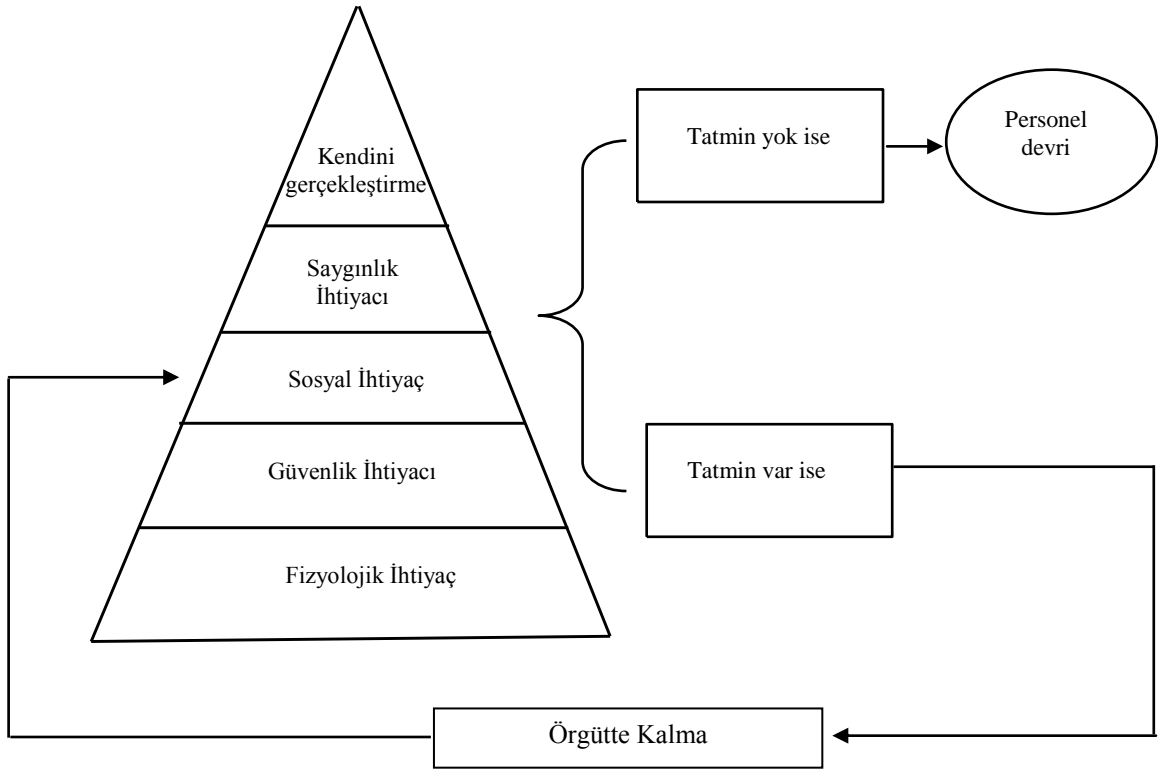 Kendini
gerçekleştirme
Saygınlık
İhtiyacı
Sosyal İhtiyaç
Güvenlik İhtiyacı
Fizyolojik İhtiyaç
Tatmin yok ise
Personel
devri
Tatmin var ise
Örgütte Kalma